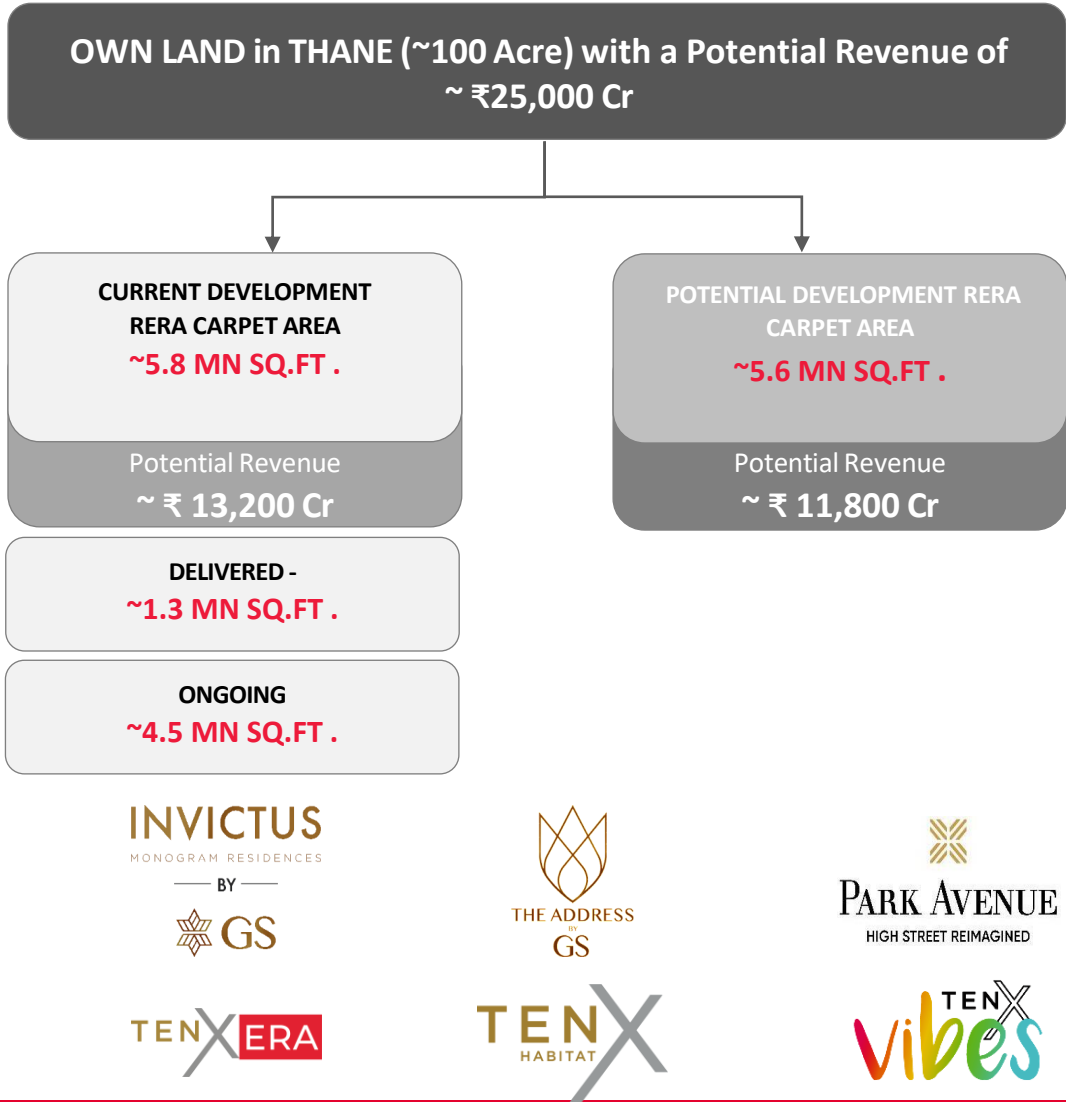 OWN LAND in THANE (~100 Acre) with a Potential Revenue of
~ ₹25,000 Cr
CURRENT DEVELOPMENT
RERA CARPET AREA
~5.8 MN SQ.FT .
Potential Revenue
~ ₹ 13,200 Cr
POTENTIAL DEVELOPMENT RERA
CARPET AREA
~5.6 MN SQ.FT .
Potential Revenue
~ ₹ 11,800 Cr
DELIVERED -
~1.3 MN SQ.FT .
ONGOING
~4.5 MN SQ.FT .
INVICTUS
MONOGRAM RESIDENCES
BY
GS
THE ADDRESS
BY
GS
PARK AVENUE
HIGH STREET REIMAGINED
TEN X ERA
TEN X
HABITAT
TEN X
Vibes